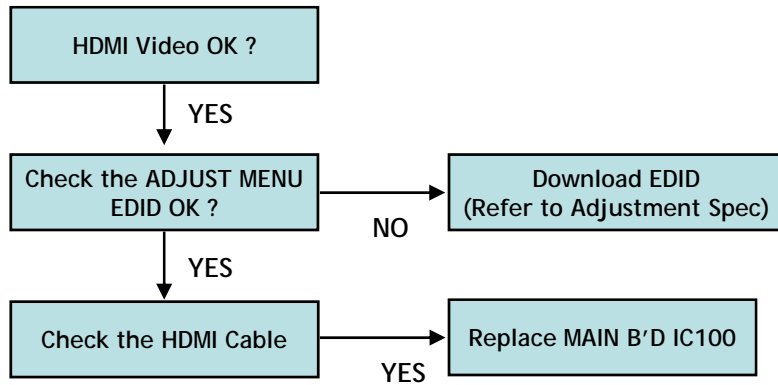 HDMI Video OK ?
YES
Check the ADJUST MENU
EDID OK ?
NO
Download EDID
(Refer to Adjustment Spec)
YES
Check the HDMI Cable
YES
Replace MAIN B’D IC100